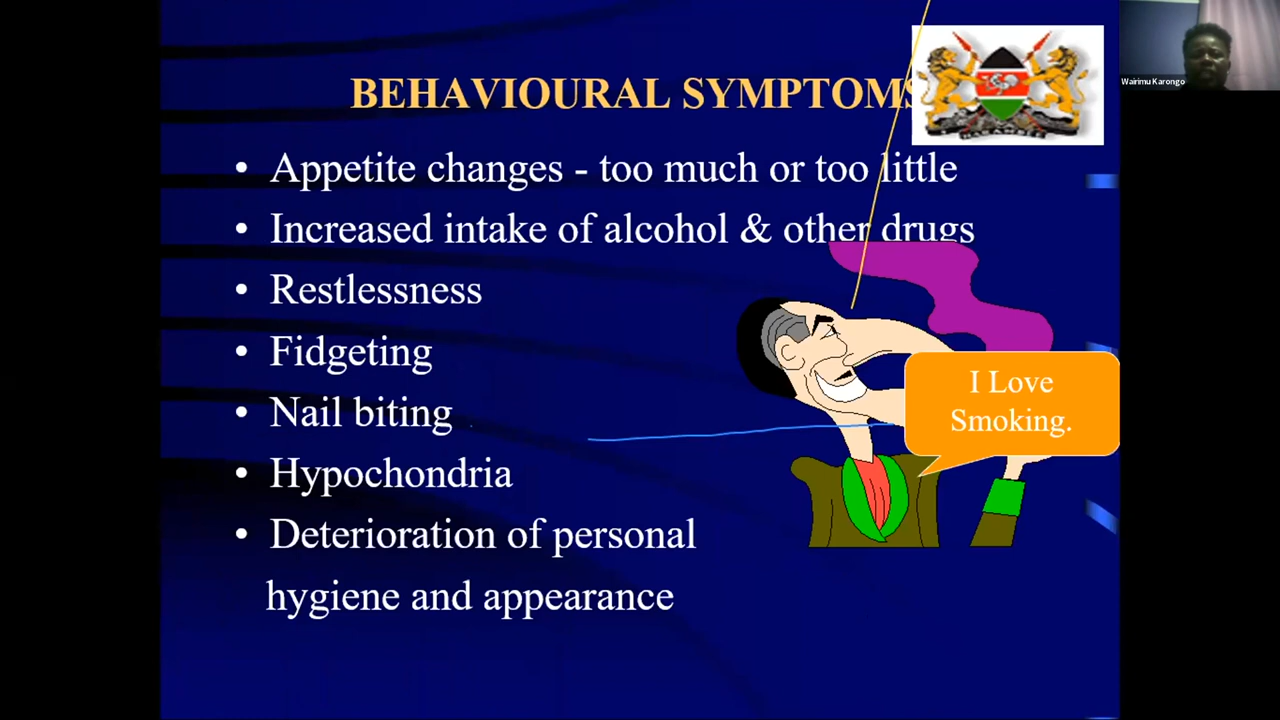 BEHAVIOURAL SYMPTOMS
• Appetite changes - too much or too little
• Increased intake of alcohol & other drugs
• Restlessness
• Fidgeting
• Nail biting
• Hypochondria
• Deterioration of personal
hygiene and appearance
I Love
Smoking.
HARAMBEE
Wairimu Karongo